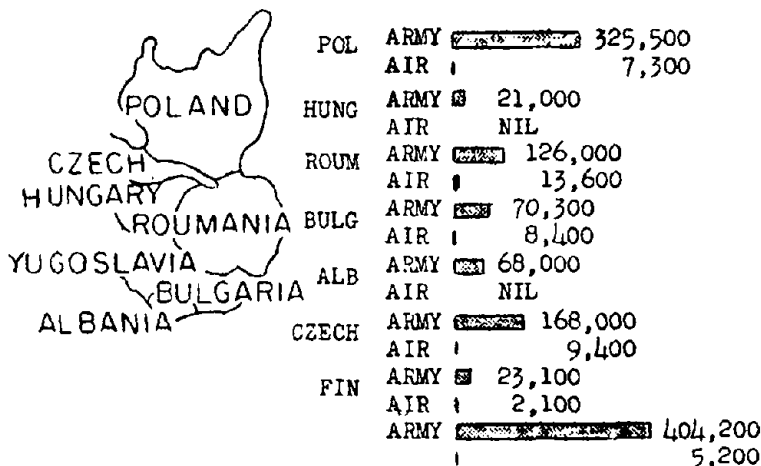 POL ARMY 325,500
AIR 7,300
POLAND
HUNG ARMY 21,000
AIR NIL
CZECH
ROUM ARMY 126,000
HUNGARY
AIR 13,600
ROUMANIA
BULG ARMY 70,300
AIR 8,400
YUGOSLAVIA
ALB ARMY 68,000
BULGARIA
AIR NIL
ALBANIA
CZECH ARMY 168,000
AIR 9,400
FIN ARMY 23,100
AIR 2,100
ARMY 404,200
5,200